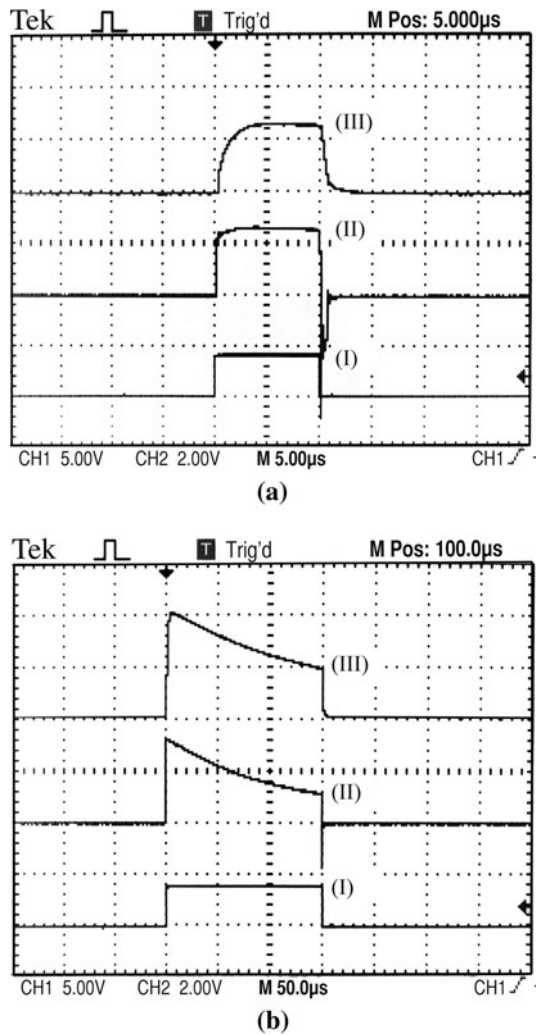 Tek T Trig'd M Pos: 5.000µs
(III)
(II)
(I)
CH1 5.00V CH2 2.00V M 5.00µs CH1
(a)
Tek T Trig'd M Pos: 100.0µs
(III)
(II)
(I)
CH1 5.00V CH2 2.00V M 50.0µs CH1
(b)